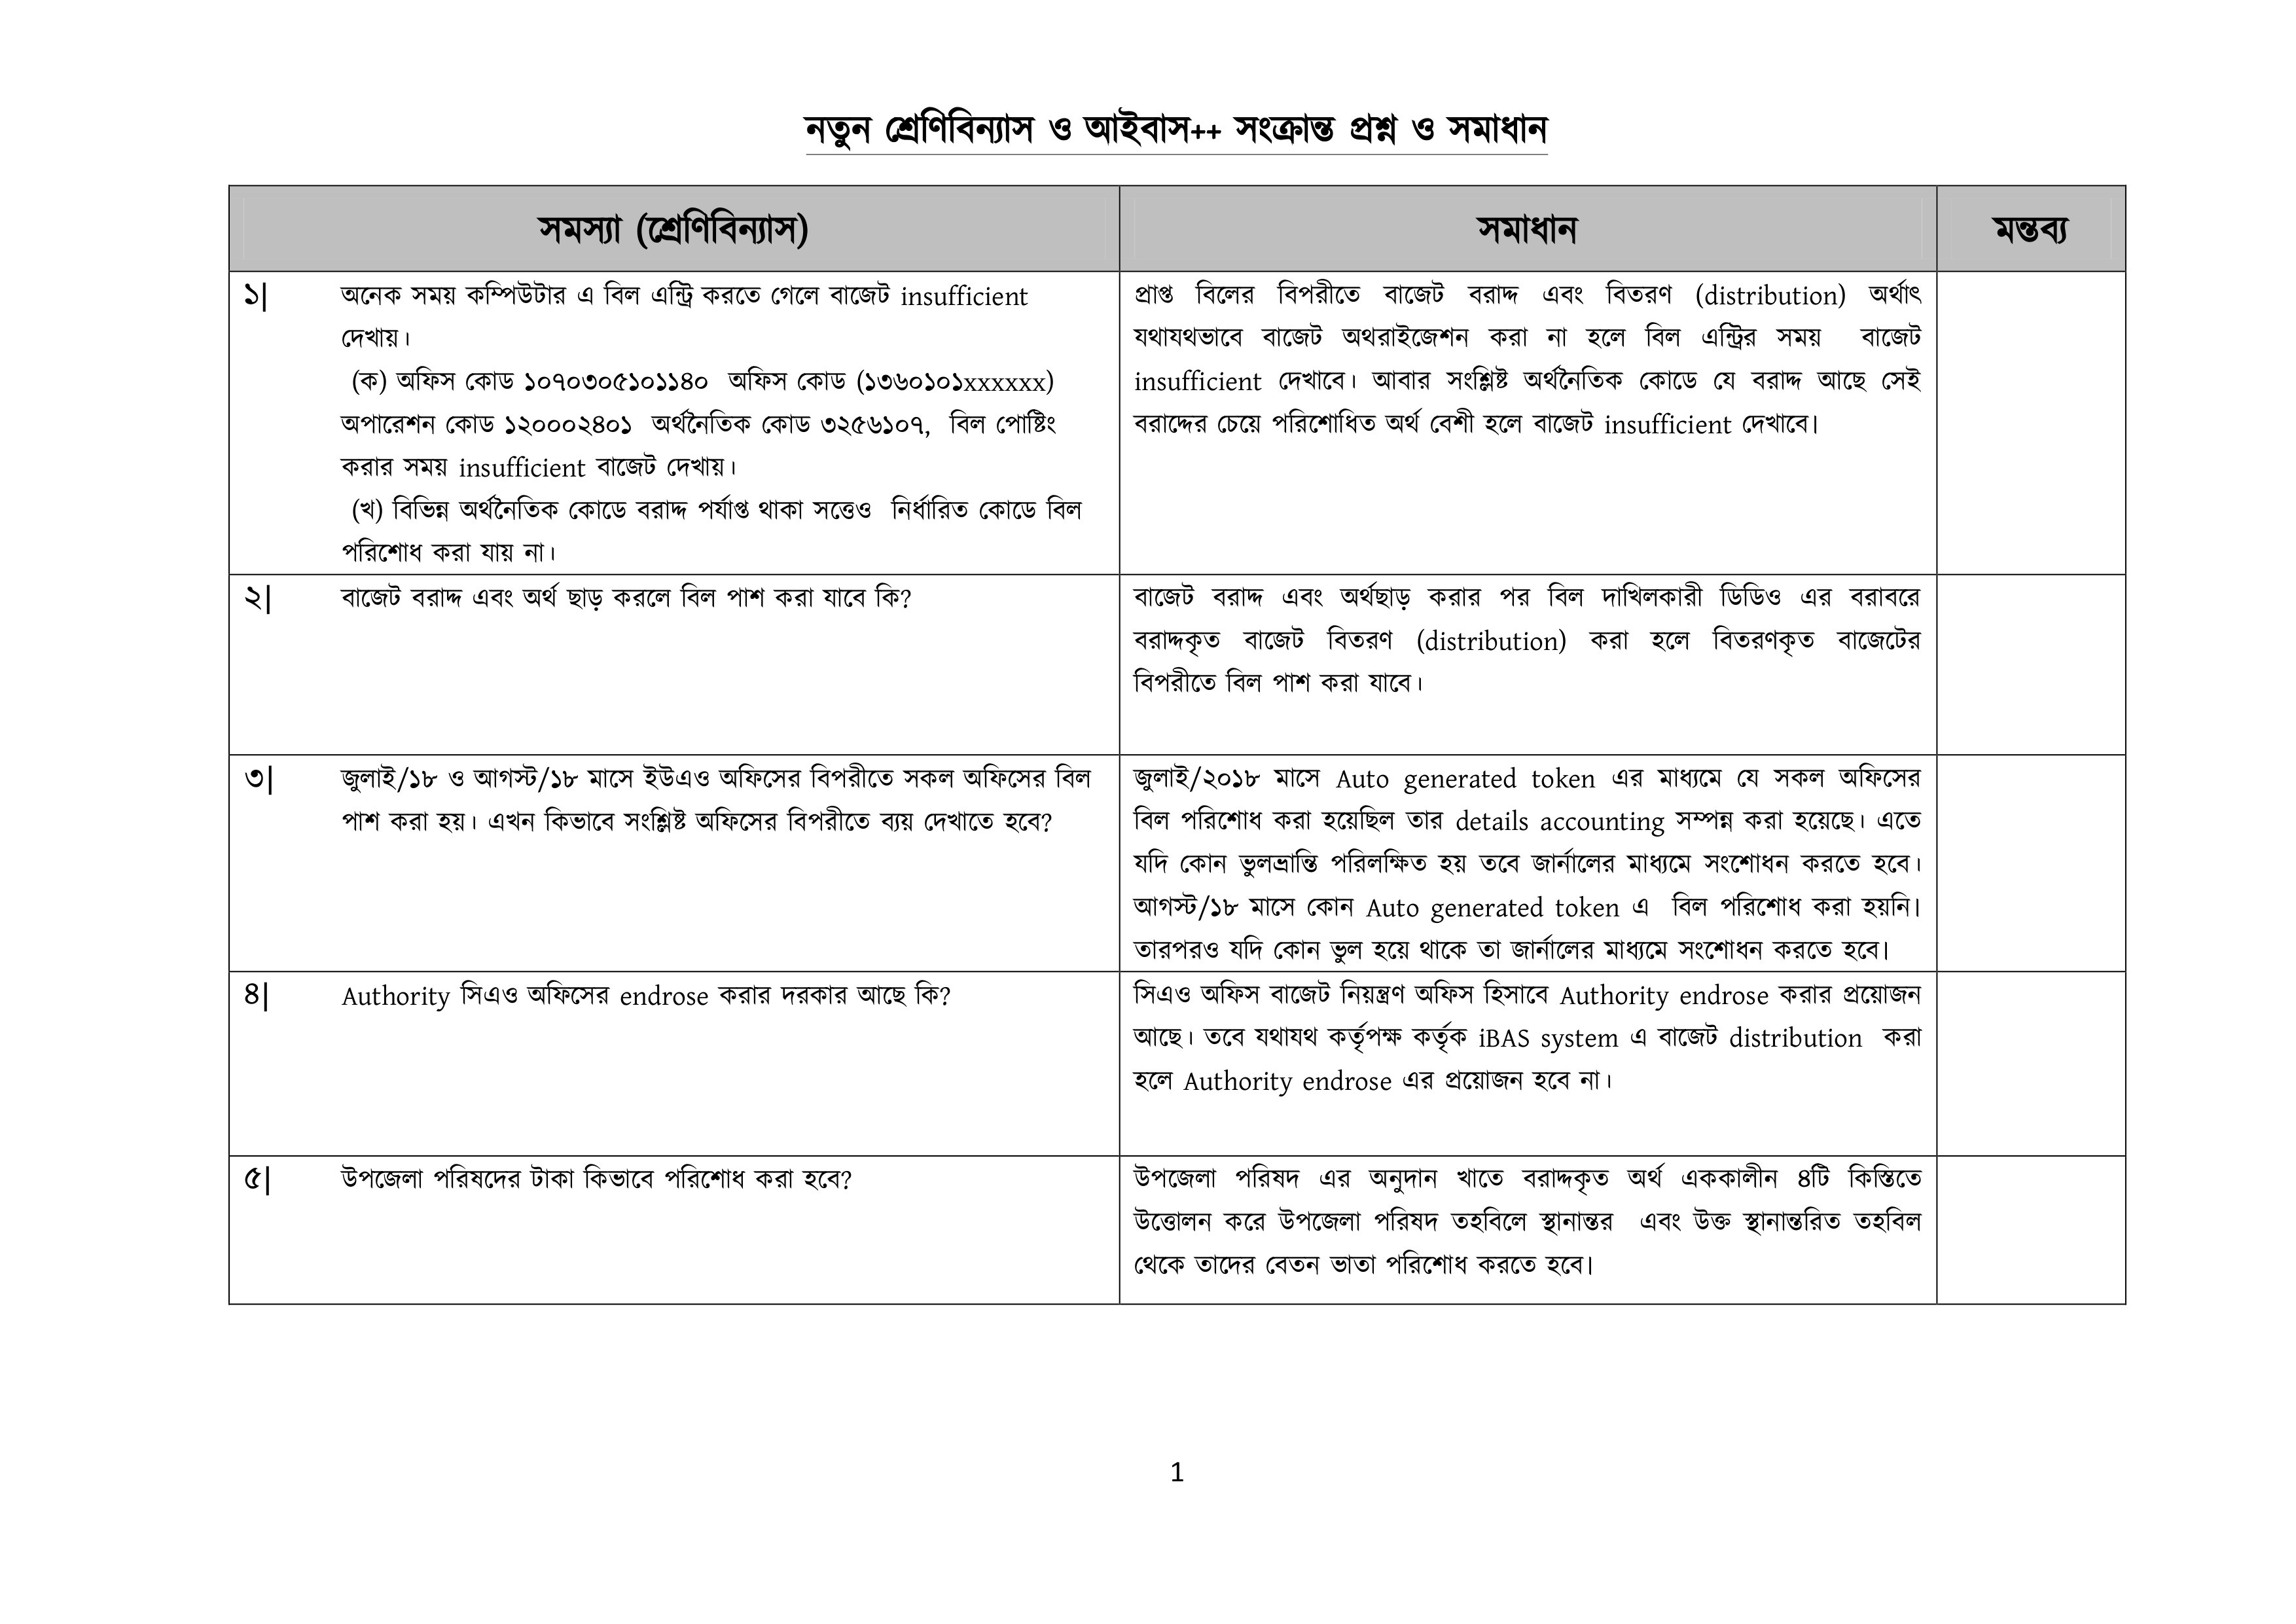 নতুন শ্রেণিবিন্যাস ও আইবাস++ সংক্রান্ত প্রশ্ন ও সমাধান
সমস্যা (শ্রেণিবিন্যাস)
সমাধান
মন্তব্য
১|
অনেক সময় কম্পিউটার এ বিল এন্ট্রি করতে গেলে বাজেট insufficient
দেখায়।
(ক) অফিস কোড ১০৭০৩০৫১০১১৪০ অফিস কোড (১৩৬০১০১xxxxxx)
অপারেশন কোড ১২০০০২৪০১ অর্থনৈতিক কোড ৩২৫৬১০৭, বিল পোষ্টিং
করার সময় insufficient বাজেট দেখায়।
(খ) বিভিন্ন অর্থনৈতিক কোডে বরাদ্দ পর্যাপ্ত থাকা সত্তেও নির্ধারিত কোডে বিল
পরিশোধ করা যায় না।
প্রাপ্ত বিলের বিপরীতে বাজেট বরাদ্দ এবং বিতরণ (distribution) অর্থাৎ
যথাযথভাবে বাজেট অথরাইজেশন করা না হলে বিল এন্ট্রির সময় বাজেট
insufficient দেখাবে। আবার সংশ্লিষ্ট অর্থনৈতিক কোডে যে বরাদ্দ আছে সেই
বরাদ্দের চেয়ে পরিশোধিত অর্থ বেশী হলে বাজেট insufficient দেখাবে।
২|
বাজেট বরাদ্দ এবং অর্থ ছাড় করলে বিল পাশ করা যাবে কি?
বাজেট বরাদ্দ এবং অর্থছাড় করার পর বিল দাখিলকারী ডিডিও এর বরাবরে
বরাদ্দকৃত বাজেট বিতরণ (distribution) করা হলে বিতরণকৃত বাজেটের
বিপরীতে বিল পাশ করা যাবে।
৩|
জুলাই/১৮ ও আগস্ট/১৮ মাসে ইউএও অফিসের বিপরীতে সকল অফিসের বিল
পাশ করা হয়। এখন কিভাবে সংশ্লিষ্ট অফিসের বিপরীতে ব্যয় দেখাতে হবে?
জুলাই/২০১৮ মাসে Auto generated token এর মাধ্যমে যে সকল অফিসের
বিল পরিশোধ করা হয়েছিল তার details accounting সম্পন্ন করা হয়েছে। এতে
যদি কোন ভুলভ্রান্তি পরিলক্ষিত হয় তবে জার্নালের মাধ্যমে সংশোধন করতে হবে।
আগস্ট/১৮ মাসে কোন Auto generated token এ বিল পরিশোধ করা হয়নি।
তারপরও যদি কোন ভুল হয়ে থাকে তা জার্নালের মাধ্যমে সংশোধন করতে হবে।
৪|
Authority সিএও অফিসের endrose করার দরকার আছে কি?
সিএও অফিস বাজেট নিয়ন্ত্রণ অফিস হিসাবে Authority endrose করার প্রয়োজন
আছে। তবে যথাযথ কর্তৃপক্ষ কর্তৃক iBAS system এ বাজেট distribution করা
হলে Authority endrose এর প্রয়োজন হবে না।
৫|
উপজেলা পরিষদের টাকা কিভাবে পরিশোধ করা হবে?
উপজেলা পরিষদ এর অনুদান খাতে বরাদ্দকৃত অর্থ এককালীন ৪টি কিস্তিতে
উত্তোলন করে উপজেলা পরিষদ তহবিলে স্থানান্তর এবং উক্ত স্থানান্তরিত তহবিল
থেকে তাদের বেতন ভাতা পরিশোধ করতে হবে।
1